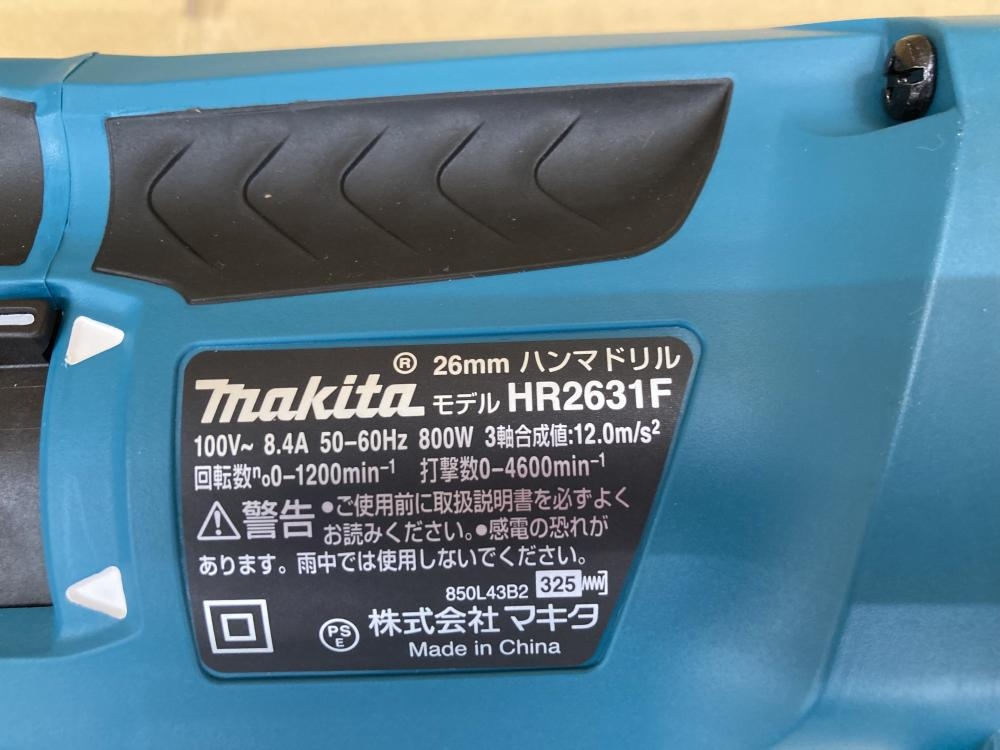 ® 26mm ハンマドリル
makita モデル HR2631F
100V~ 8.4A 50-60Hz 800W 3軸合成値:12.0m/s²
回転数n₀0-1200min⁻¹ 打撃数0-4600min⁻¹
⚠警告 •ご使用前に取扱説明書を必ずよく
お読みください。•感電の恐れが
あります。雨中では使用しないでください。
850L43B2 325
PS
E
株式会社マキタ
Made in China